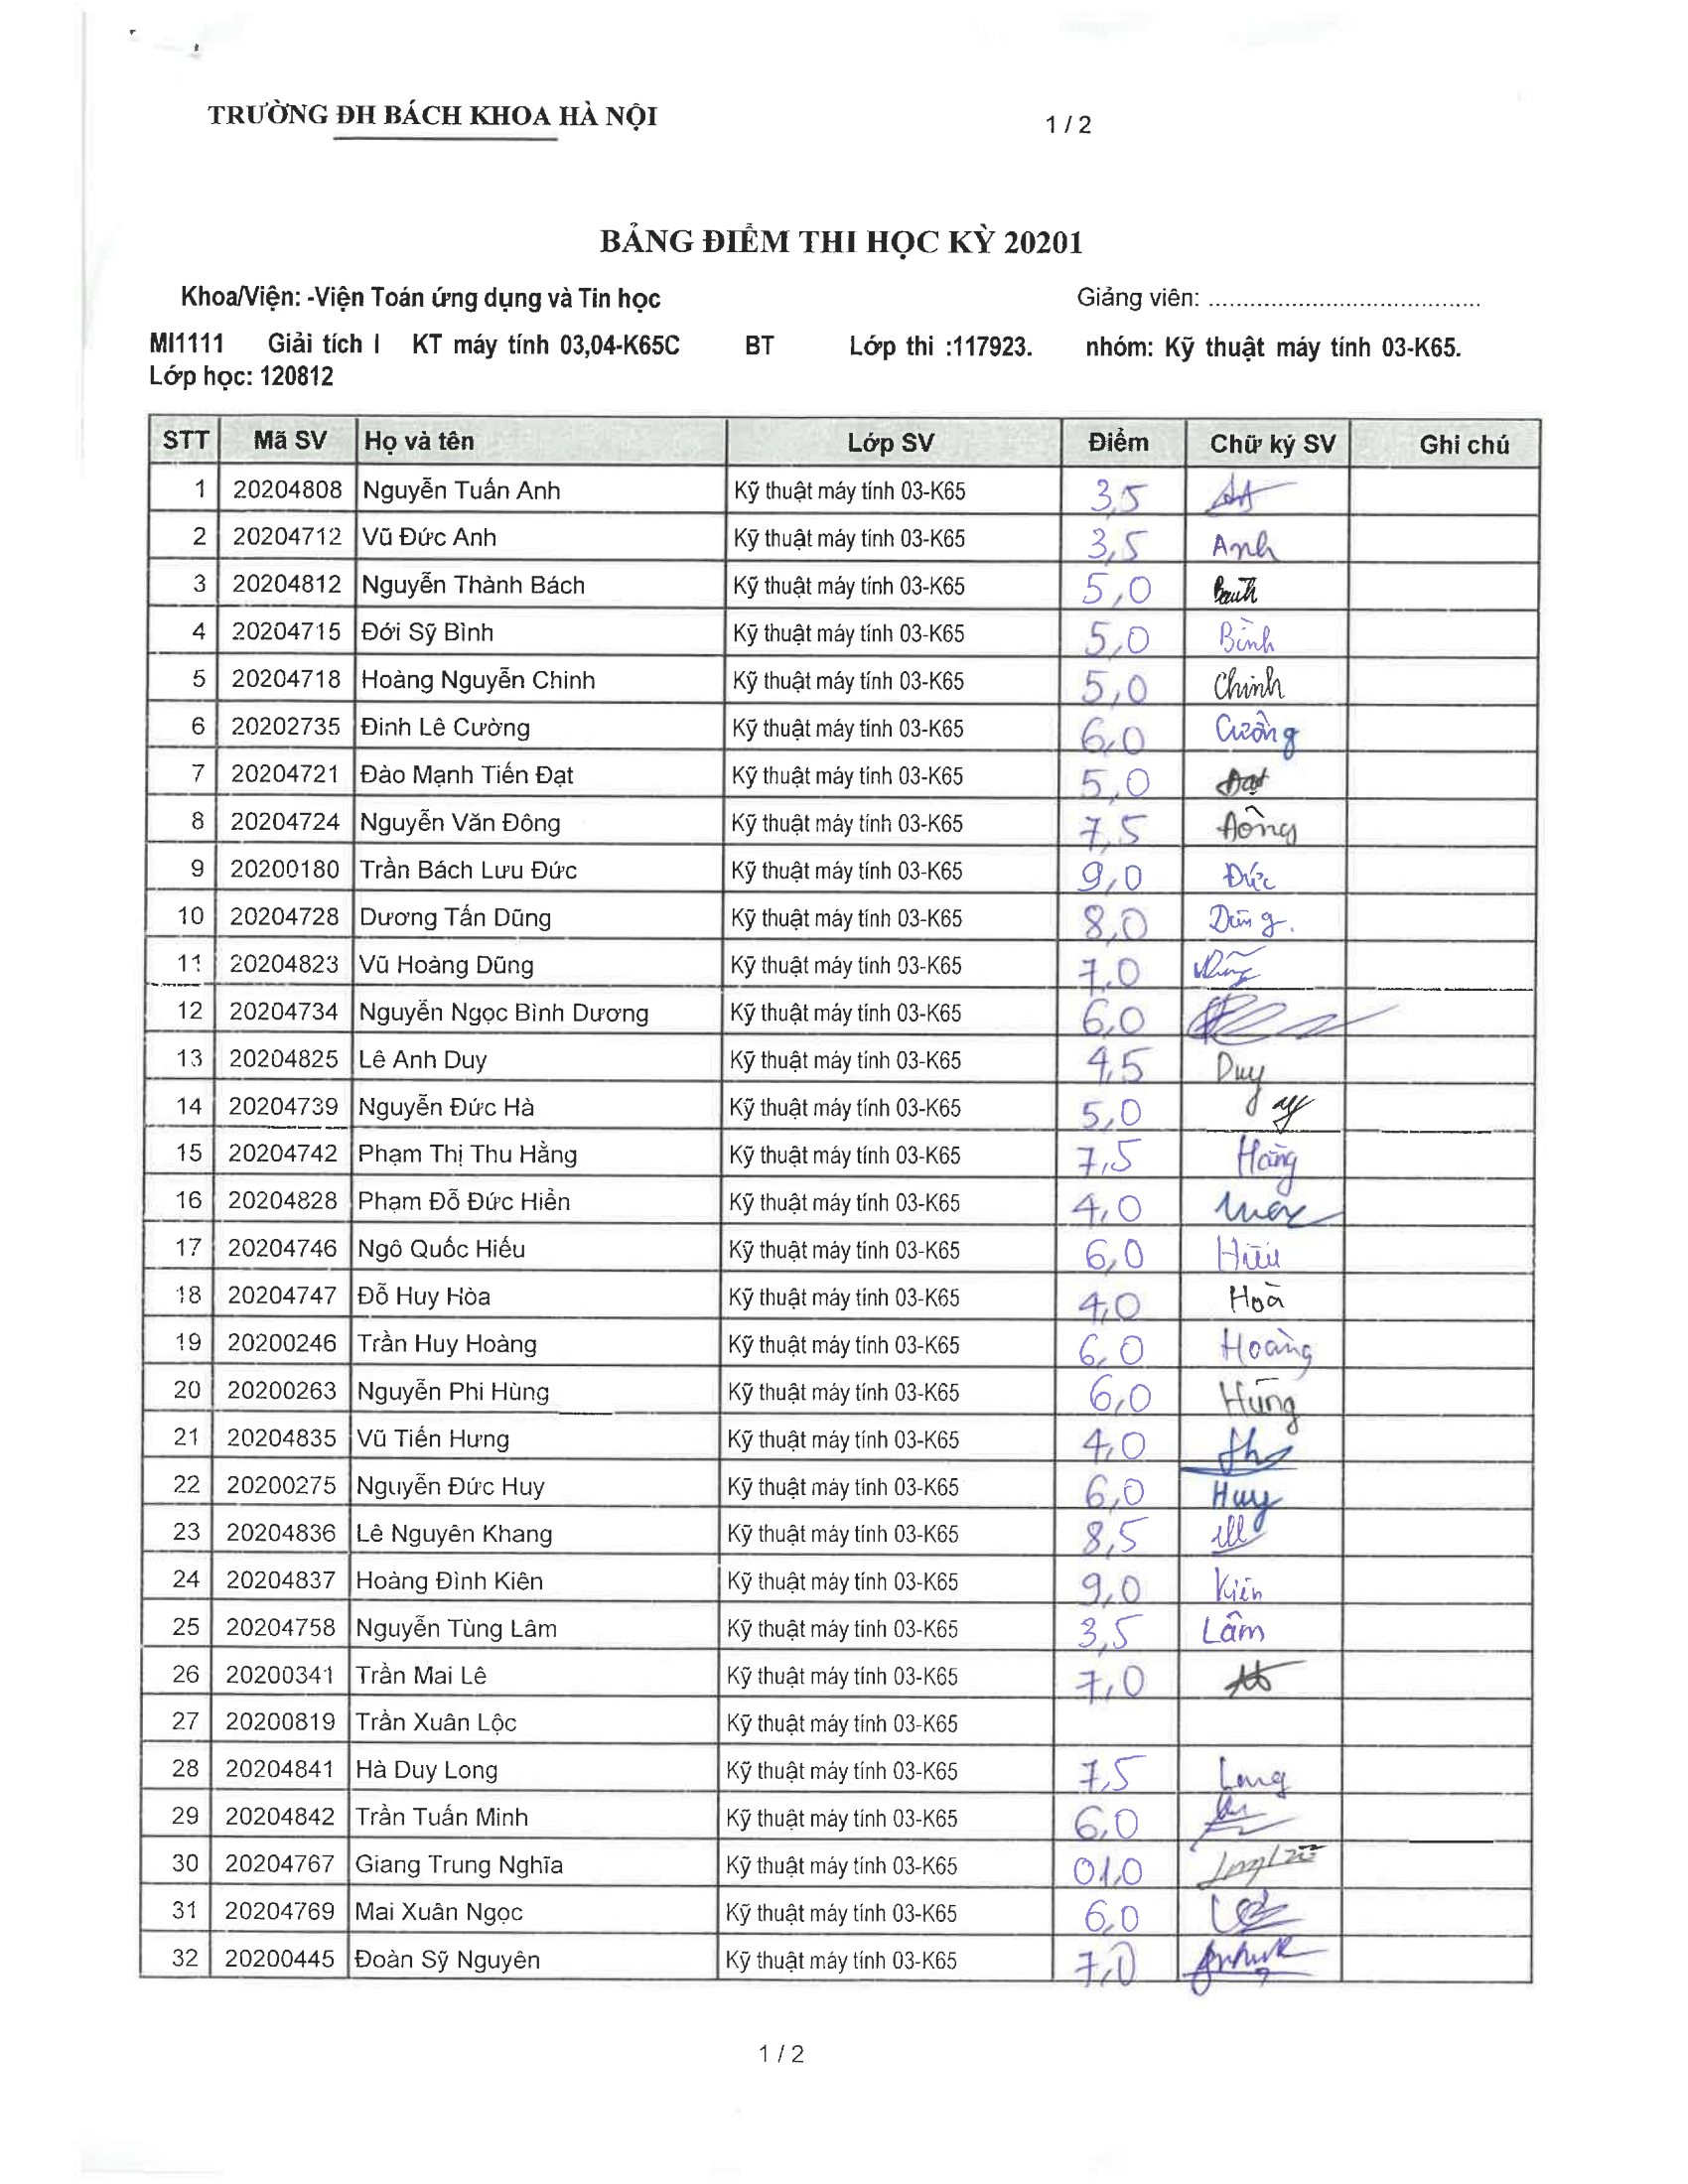 TRƯỜNG ĐH BÁCH KHOA HÀ NỘI
1 / 2
BẢNG ĐIỂM THI HỌC KỲ 20201
Khoa/Viện: -Viện Toán ứng dụng và Tin học Giảng viên: .......................................
MI1111 Giải tích I KT máy tính 03,04-K65C BT Lớp thi :117923. nhóm: Kỹ thuật máy tính 03-K65.
Lớp học: 120812
STT Mã SV Họ và tên Lớp SV Điểm Chữ ký SV Ghi chú
1 20204808 Nguyễn Tuấn Anh Kỹ thuật máy tính 03-K65 3,5
2 20204712 Vũ Đức Anh Kỹ thuật máy tính 03-K65 3,5 Anh
3 20204812 Nguyễn Thành Bách Kỹ thuật máy tính 03-K65 5,0
4 20204715 Đới Sỹ Bình Kỹ thuật máy tính 03-K65 5,0 Bình
5 20204718 Hoàng Nguyễn Chinh Kỹ thuật máy tính 03-K65 5,0 Chinh
6 20202735 Đinh Lê Cường Kỹ thuật máy tính 03-K65 6,0 Cường
7 20204721 Đào Mạnh Tiến Đạt Kỹ thuật máy tính 03-K65 5,0 Đạt
8 20204724 Nguyễn Văn Đông Kỹ thuật máy tính 03-K65 7,5 Đông
9 20200180 Trần Bách Lưu Đức Kỹ thuật máy tính 03-K65 9,0 Đức
10 20204728 Dương Tấn Dũng Kỹ thuật máy tính 03-K65 8,0 Dũng.
11 20204823 Vũ Hoàng Dũng Kỹ thuật máy tính 03-K65 7,0
12 20204734 Nguyễn Ngọc Bình Dương Kỹ thuật máy tính 03-K65 6,0
13 20204825 Lê Anh Duy Kỹ thuật máy tính 03-K65 4,5 Duy
14 20204739 Nguyễn Đức Hà Kỹ thuật máy tính 03-K65 5,0
15 20204742 Phạm Thị Thu Hằng Kỹ thuật máy tính 03-K65 7,5 Hằng
16 20204828 Phạm Đỗ Đức Hiển Kỹ thuật máy tính 03-K65 4,0
17 20204746 Ngô Quốc Hiếu Kỹ thuật máy tính 03-K65 6,0 Hiếu
18 20204747 Đỗ Huy Hòa Kỹ thuật máy tính 03-K65 4,0 Hoà
19 20200246 Trần Huy Hoàng Kỹ thuật máy tính 03-K65 6,0 Hoàng
20 20200263 Nguyễn Phi Hùng Kỹ thuật máy tính 03-K65 6,0 Hùng
21 20204835 Vũ Tiến Hưng Kỹ thuật máy tính 03-K65 4,0
22 20200275 Nguyễn Đức Huy Kỹ thuật máy tính 03-K65 6,0 Huy
23 20204836 Lê Nguyên Khang Kỹ thuật máy tính 03-K65 8,5
24 20204837 Hoàng Đình Kiên Kỹ thuật máy tính 03-K65 9,0 Kiên
25 20204758 Nguyễn Tùng Lâm Kỹ thuật máy tính 03-K65 3,5 Lâm
26 20200341 Trần Mai Lê Kỹ thuật máy tính 03-K65 7,0
27 20200819 Trần Xuân Lộc Kỹ thuật máy tính 03-K65
28 20204841 Hà Duy Long Kỹ thuật máy tính 03-K65 7,5 Long
29 20204842 Trần Tuấn Minh Kỹ thuật máy tính 03-K65 6,0
30 20204767 Giang Trung Nghĩa Kỹ thuật máy tính 03-K65 01,0
31 20204769 Mai Xuân Ngọc Kỹ thuật máy tính 03-K65 6,0
32 20200445 Đoàn Sỹ Nguyên Kỹ thuật máy tính 03-K65 7,0
1 / 2